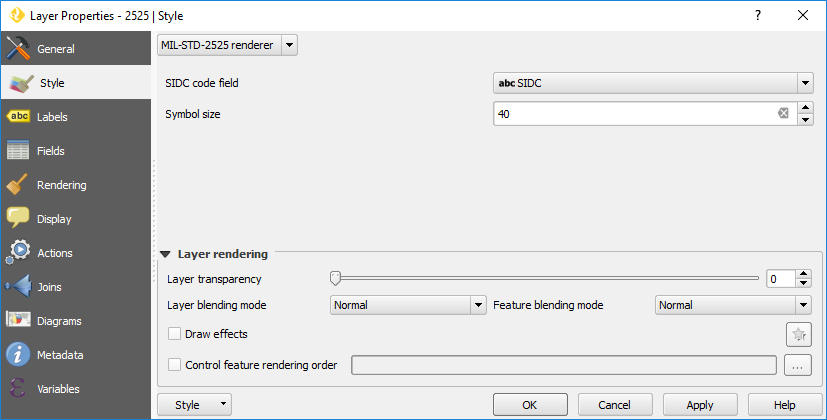 Layer Properties - 2525 | Style
?
General
Style
abc Labels
Fields
Rendering
Display
Actions
Joins
Diagrams
Metadata
Variables
MIL-STD-2525 renderer
SIDC code field abc SIDC
Symbol size 40
Layer rendering
Layer transparency 0
Layer blending mode Normal Feature blending mode Normal
Draw effects
Control feature rendering order ...
Style OK Cancel Apply Help